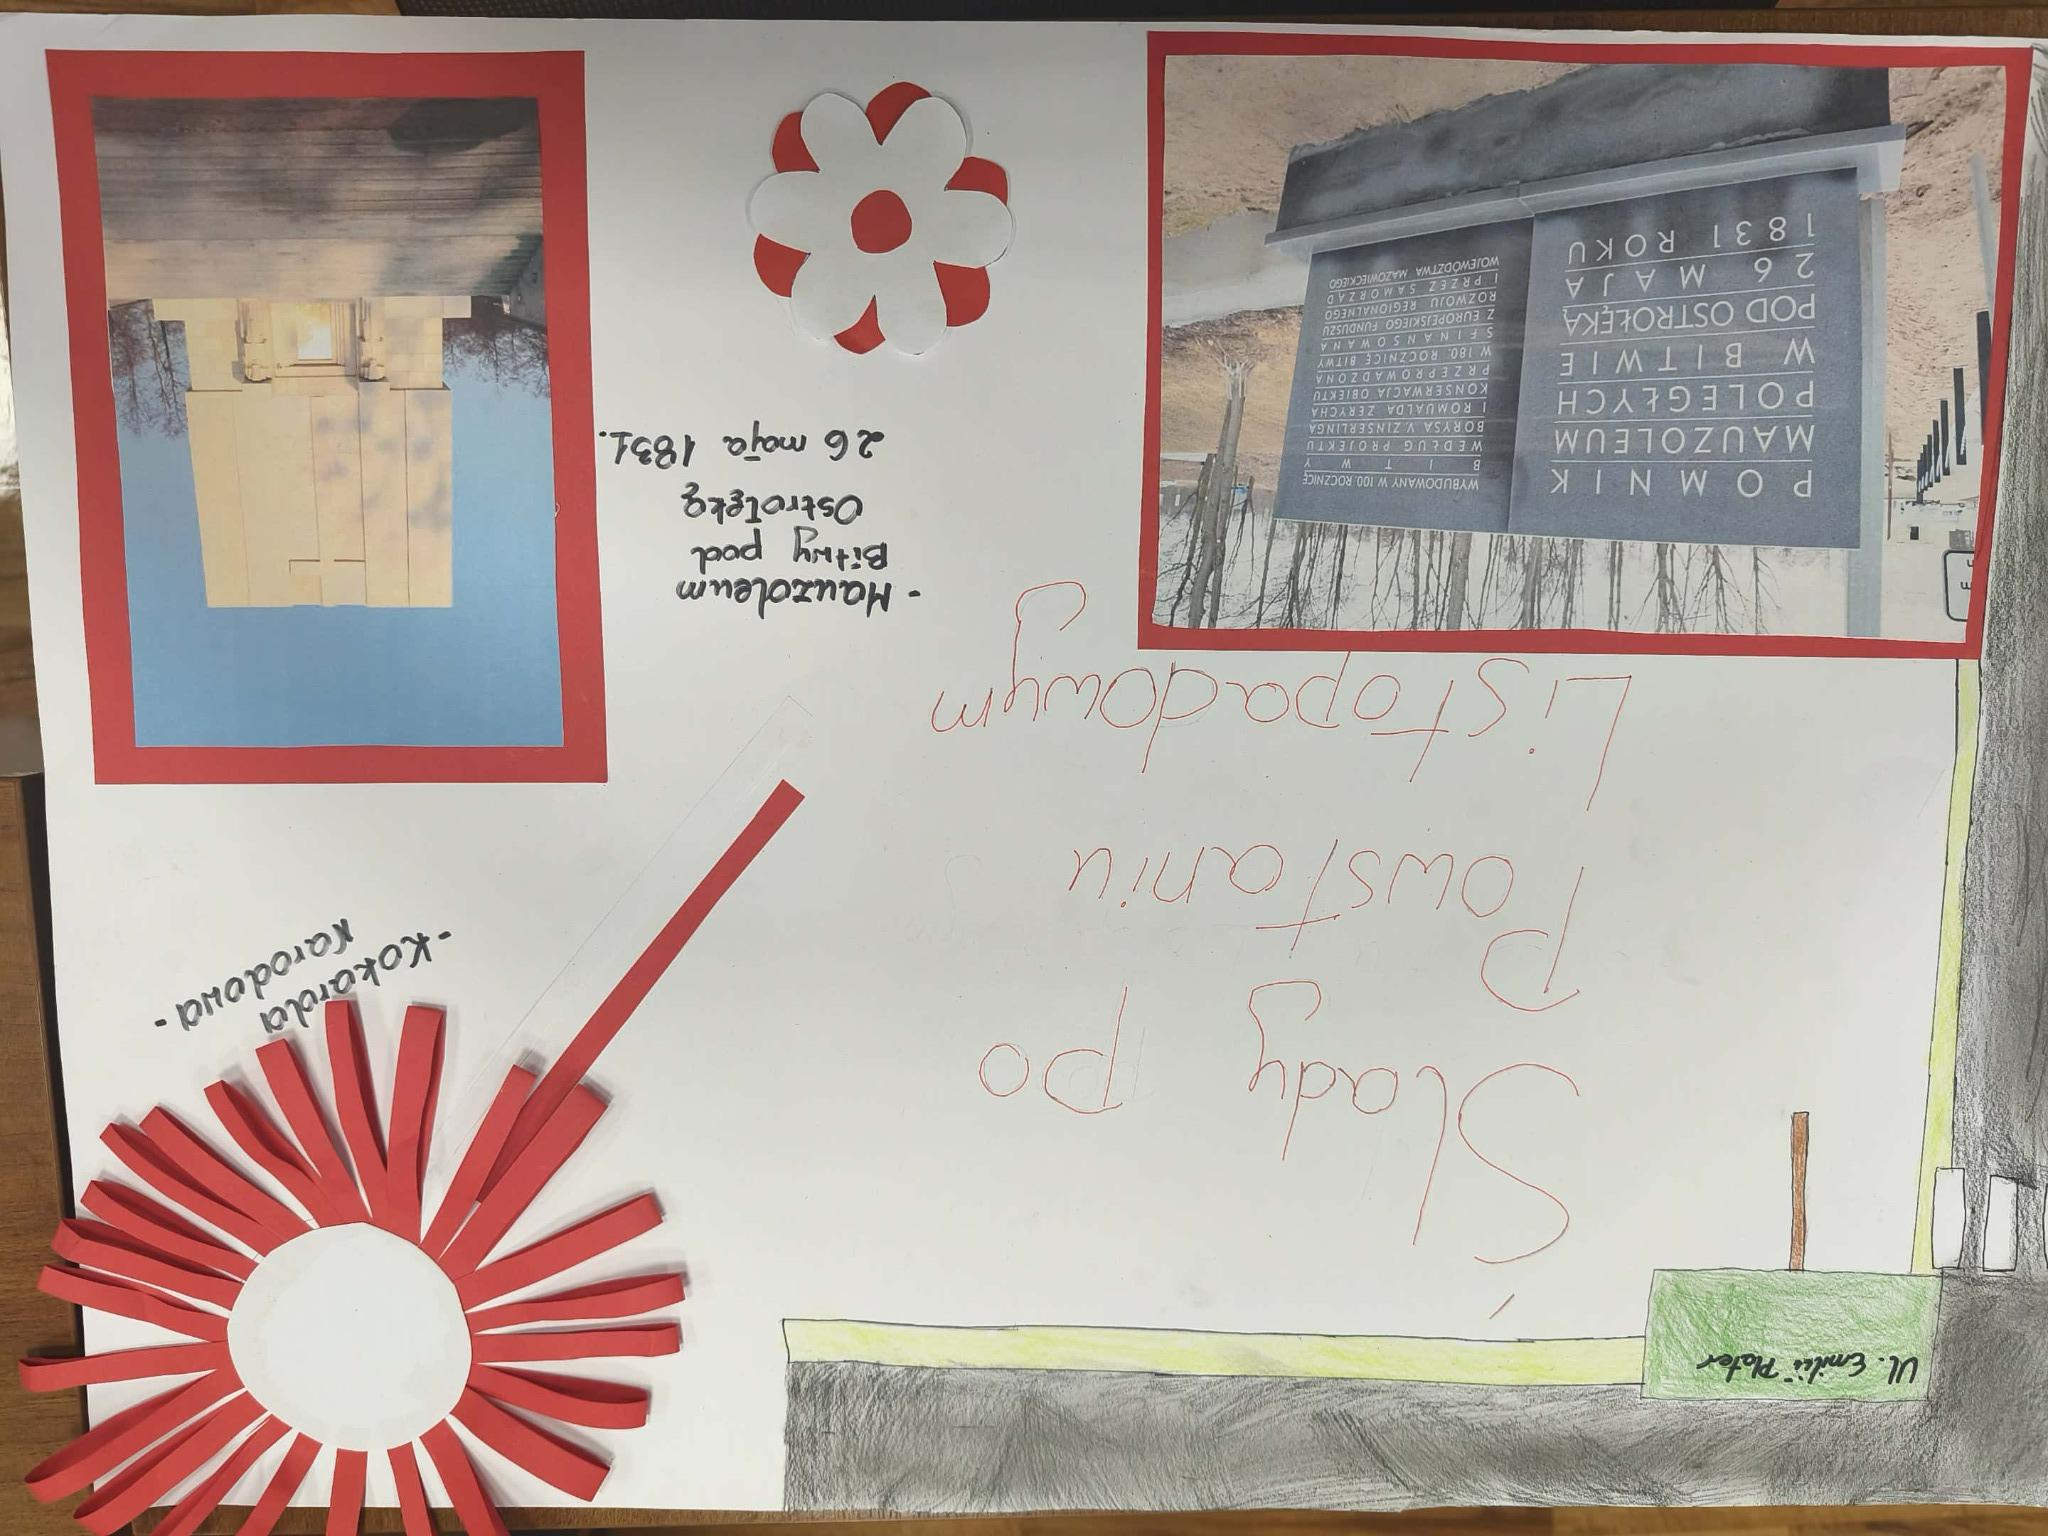 Ul. Emilii Plater
Ślady po
Powstaniu
Listopadowym
- Kokarda
Narodowa -
- Mauzoleum
Bitwy pod
Ostrołęką
26 maja 1831.
POMNIK
MAUZOLEUM
POLEGŁYCH
W BITWIE
POD OSTROŁĘKĄ
26 MAJA
1831 ROKU
WYBUDOWANY W 100. ROCZNICĘ
BITWY
WEDŁUG PROJEKTU
BORYSA V. ZINSERLINGA
I ROMUALDA ZERYCHA
KONSERWACJA OBIEKTU
PRZEPROWADZONA
W 180. ROCZNICĘ BITWY
SFINANSOWANA
Z EUROPEJSKIEGO FUNDUSZU
ROZWOJU REGIONALNEGO
I PRZEZ SAMORZĄD
WOJEWÓDZTWA MAZOWIECKIEGO